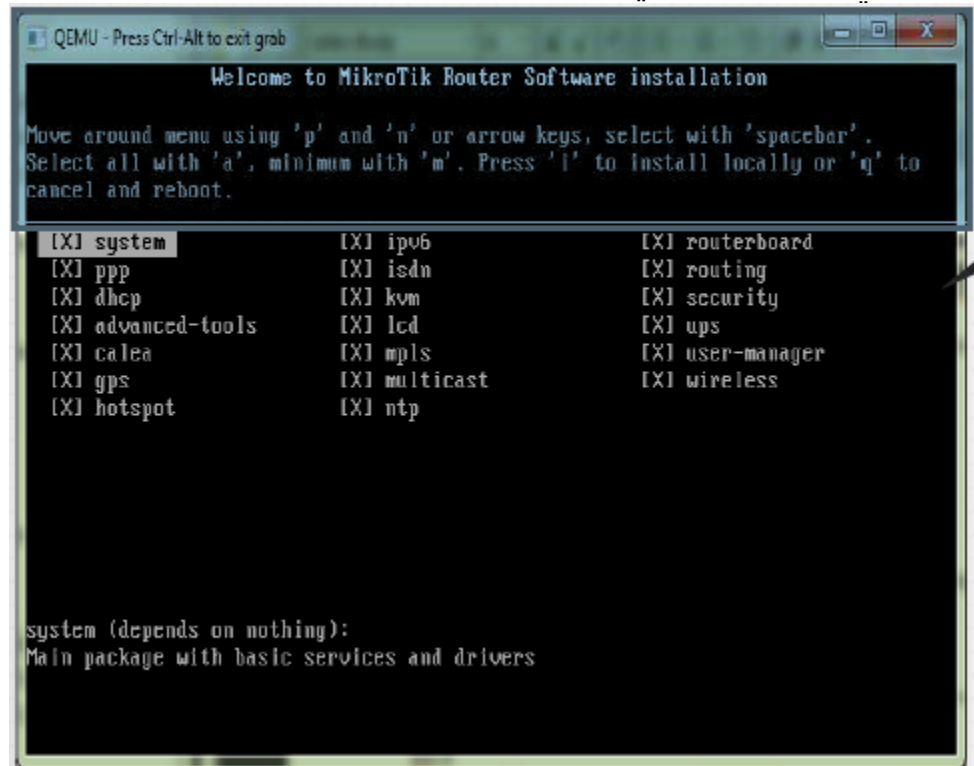 QEMU - Press Ctrl-Alt to exit grab
Welcome to MikroTik Router Software installation
Move around menu using 'p' and 'n' or arrow keys, select with 'spacebar'.
Select all with 'a', minimum with 'm'. Press 'i' to install locally or 'q' to
cancel and reboot.
[X] system [X] ipv6 [X] routerboard
[X] ppp [X] isdn [X] routing
[X] dhcp [X] kvm [X] security
[X] advanced-tools [X] lcd [X] ups
[X] calea [X] mpls [X] user-manager
[X] gps [X] multicast [X] wireless
[X] hotspot [X] ntp
system (depends on nothing):
Main package with basic services and drivers